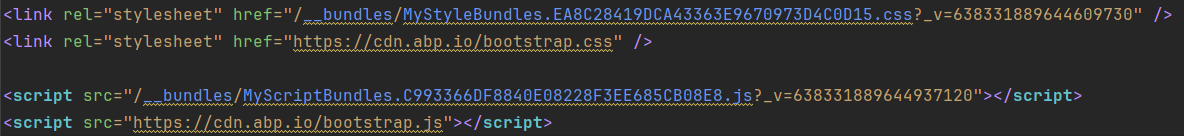 <link rel="stylesheet" href="/__bundles/MyStyleBundles.EA8C28419DCA43363E9670973D4C0D15.css?_v=638331889644609730" />
<link rel="stylesheet" href="https://cdn.abp.io/bootstrap.css" />
<script src="/__bundles/MyScriptBundles.C993366DF8840E08228F3EE685CB08E8.js?_v=638331889644937120"></script>
<script src="https://cdn.abp.io/bootstrap.js"></script>